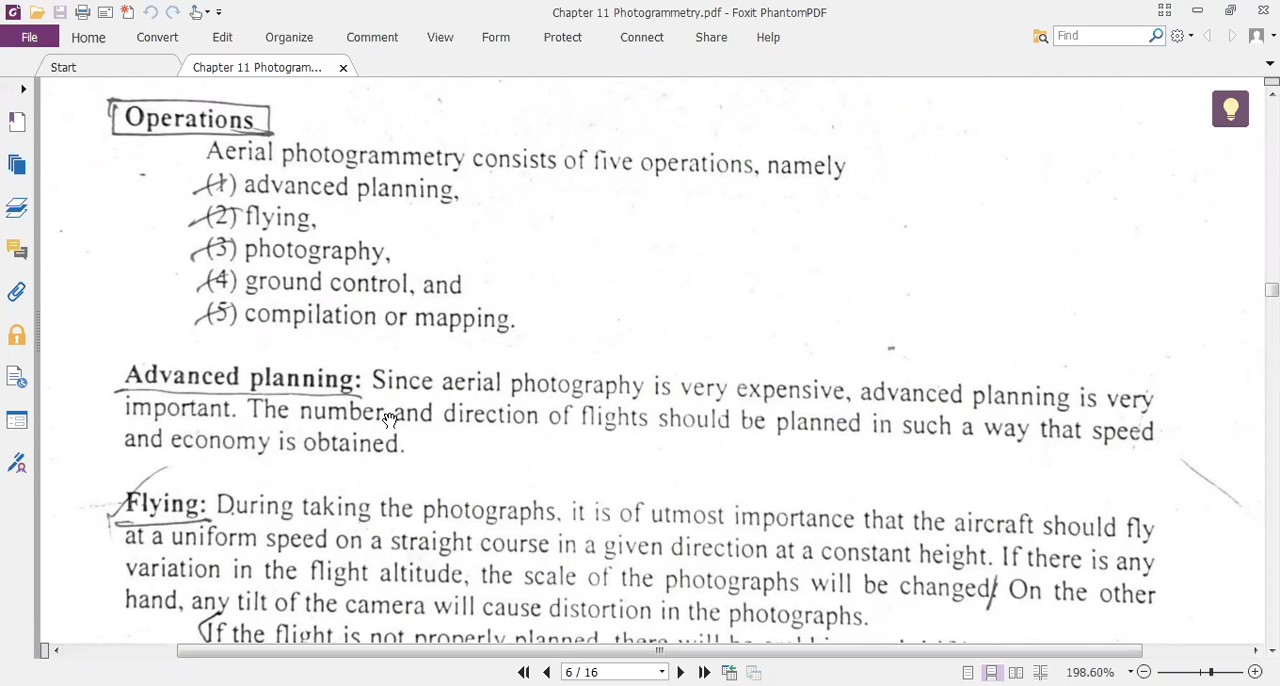 Chapter 11 Photogrammetry.pdf - Foxit PhantomPDF
File Home Convert Edit Organize Comment View Form Protect Connect Share Help Find
Start Chapter 11 Photogram...
Operations
Aerial photogrammetry consists of five operations, namely
(1) advanced planning,
(2) flying,
(3) photography,
(4) ground control, and
(5) compilation or mapping.
Advanced planning: Since aerial photography is very expensive, advanced planning is very
important. The number and direction of flights should be planned in such a way that speed
and economy is obtained.
Flying: During taking the photographs, it is of utmost importance that the aircraft should fly
at a uniform speed on a straight course in a given direction at a constant height. If there is any
variation in the flight altitude, the scale of the photographs will be changed. On the other
hand, any tilt of the camera will cause distortion in the photographs.
If the flight is not properly planned, there will be
6 / 16 198.60%